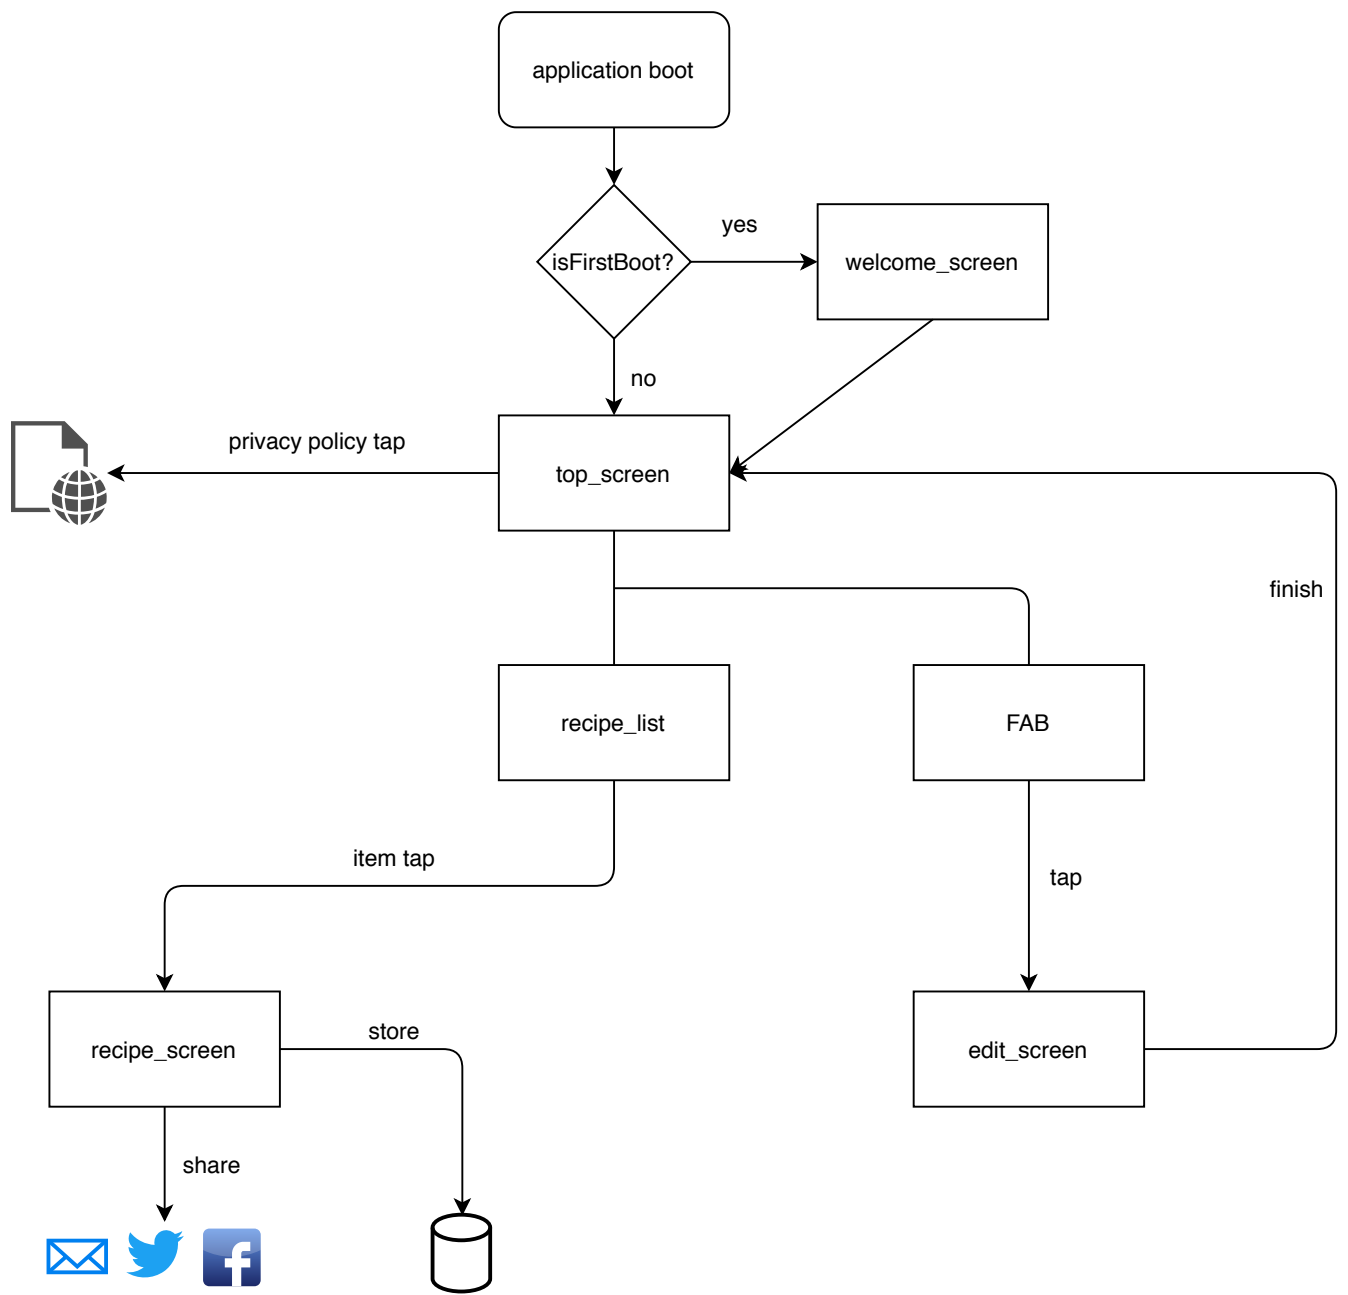 application boot
isFirstBoot?
yes
welcome_screen
no
privacy policy tap
top_screen
finish
recipe_list
FAB
item tap
tap
recipe_screen
store
edit_screen
share
f